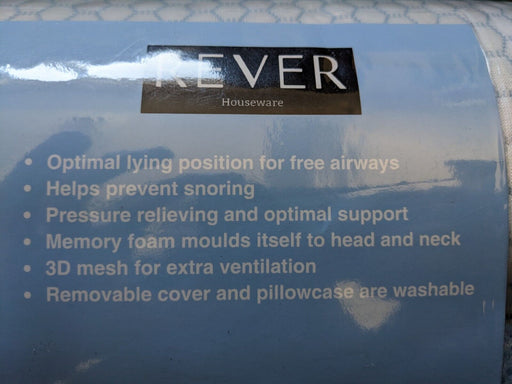 REVER
Houseware
• Optimal lying position for free airways
• Helps prevent snoring
• Pressure relieving and optimal support
• Memory foam moulds itself to head and neck
• 3D mesh for extra ventilation
• Removable cover and pillowcase are washable